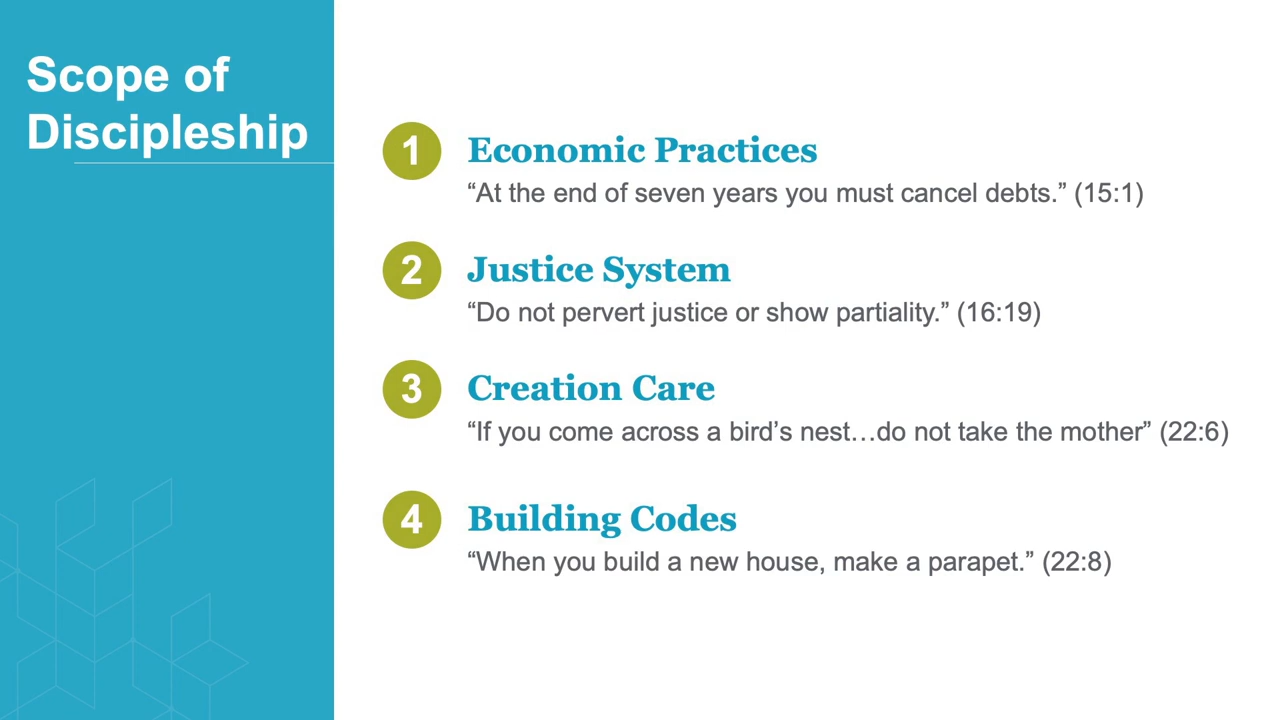 Scope of
Discipleship
1
Economic Practices
“At the end of seven years you must cancel debts.” (15:1)
2
Justice System
“Do not pervert justice or show partiality.” (16:19)
3
Creation Care
“If you come across a bird’s nest…do not take the mother” (22:6)
4
Building Codes
“When you build a new house, make a parapet.” (22:8)